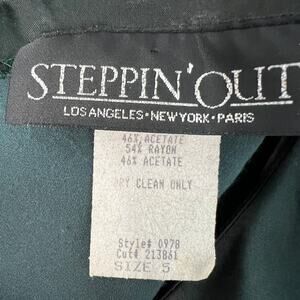 STEPPIN'OUT
LOS ANGELES • NEW YORK • PARIS
46% ACETATE
54% RAYON
46% ACETATE
DRY CLEAN ONLY
Style# 0978
Cut# 213861
SIZE 5